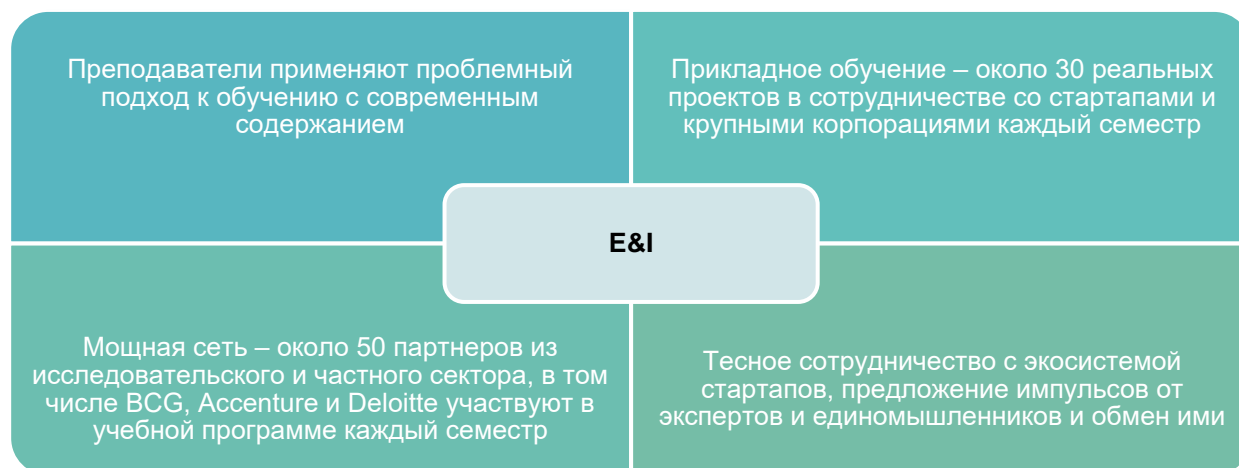 Преподаватели применяют проблемный
подход к обучению с современным
содержанием
Прикладное обучение – около 30 реальных
проектов в сотрудничестве со стартапами и
крупными корпорациями каждый семестр
E&I
Мощная сеть – около 50 партнеров из
исследовательского и частного сектора, в том
числе BCG, Accenture и Deloitte участвуют в
учебной программе каждый семестр
Тесное сотрудничество с экосистемой
стартапов, предложение импульсов от
экспертов и единомышленников и обмен ими